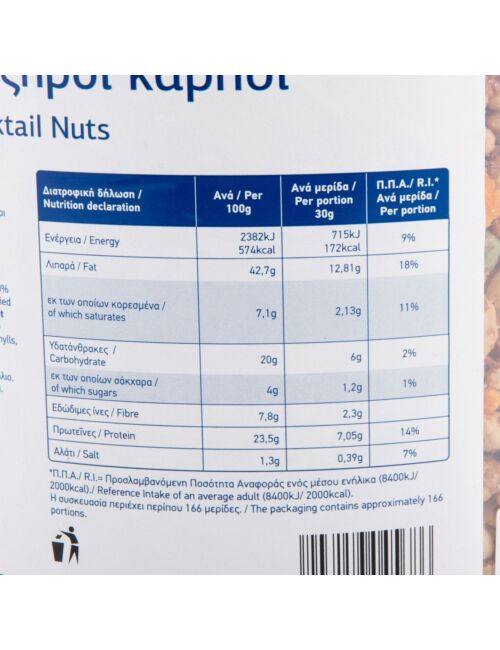 ξηροί καρποί
ktail Nuts
Διατροφική δήλωση / Nutrition declaration
Ανά / Per 100g
Ανά μερίδα / Per portion 30g
Π.Π.Α./ R.I.* Ανά μερίδα / Per portion
Ενέργεια / Energy 2382kJ 574kcal 715kJ 172kcal 9%
Λιπαρά / Fat 42,7g 12,81g 18%
εκ των οποίων κορεσμένα / of which saturates 7,1g 2,13g 11%
Υδατάνθρακες / Carbohydrate 20g 6g 2%
εκ των οποίων σάκχαρα / of which sugars 4g 1,2g 1%
Εδώδιμες ίνες / Fibre 7,8g 2,3g
Πρωτεΐνες / Protein 23,5g 7,05g 14%
Αλάτι / Salt 1,3g 0,39g 7%
*Π.Π.Α./ R.I.= Προσλαμβανόμενη Ποσότητα Αναφοράς ενός μέσου ενήλικα (8400kJ/
2000kcal)./ Reference Intake of an average adult (8400kJ/ 2000kcal).
Η συσκευασία περιέχει περίπου 166 μερίδες. / The packaging contains approximately 166
portions.